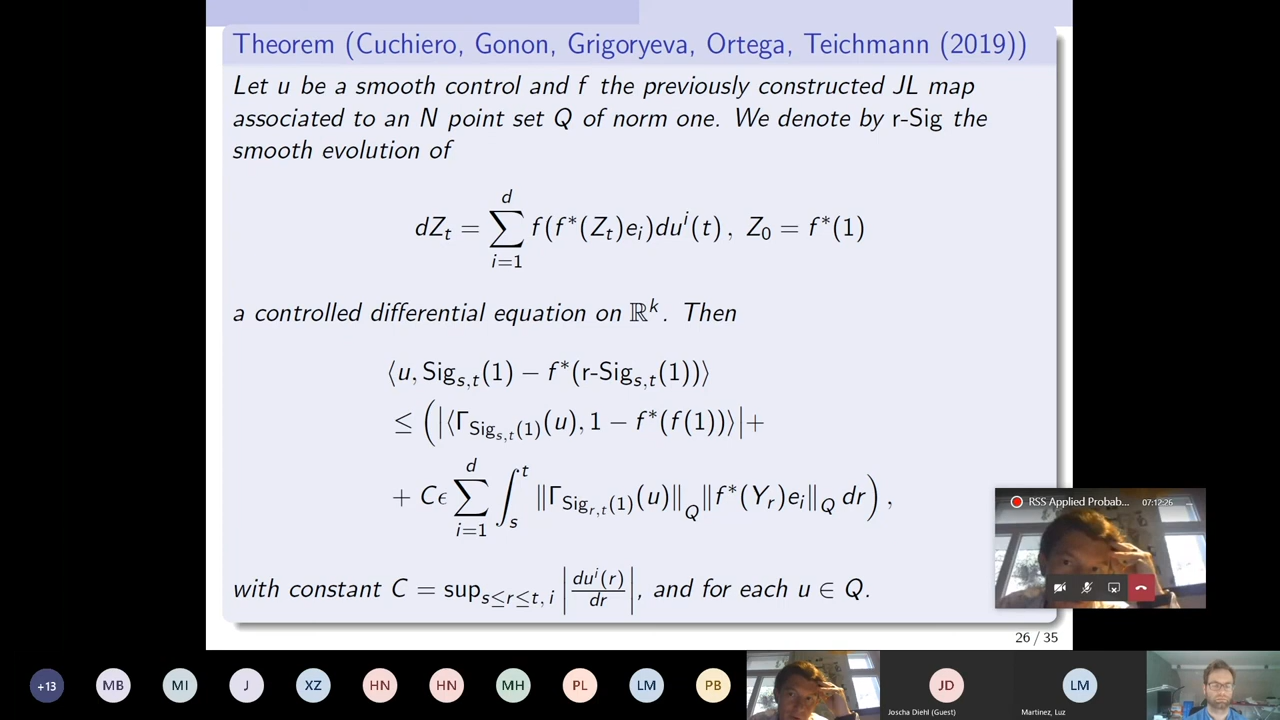 Theorem (Cuchiero, Gonon, Grigoryeva, Ortega, Teichmann (2019))
Let u be a smooth control and f the previously constructed JL map
associated to an N point set Q of norm one. We denote by r-Sig the
smooth evolution of
dZ_t = \sum_{i=1}^{d} f(f*(Z_t)e_i)du^i(t) , Z_0 = f*(1)
a controlled differential equation on ℝ^k. Then
⟨u, Sig_{s,t}(1) − f*(r-Sig_{s,t}(1))⟩
≤ (|⟨Γ_{Sig_{s,t}(1)}(u), 1 − f*(f(1))⟩|+
+ Cϵ \sum_{i=1}^{d} \int_s^t ‖Γ_{Sig_{r,t}(1)}(u)‖_Q ‖f*(Y_r)e_i‖_Q dr) ,
with constant C = sup_{s≤r≤t, i} |du^i(r)/dr|, and for each u ∈ Q.
26 / 35
RSS Applied Probab... 07:12:26
+13 MB MI J XZ HN HN MH PL LM PB JD LM
Joscha Diehl (Guest) Martinez, Luz